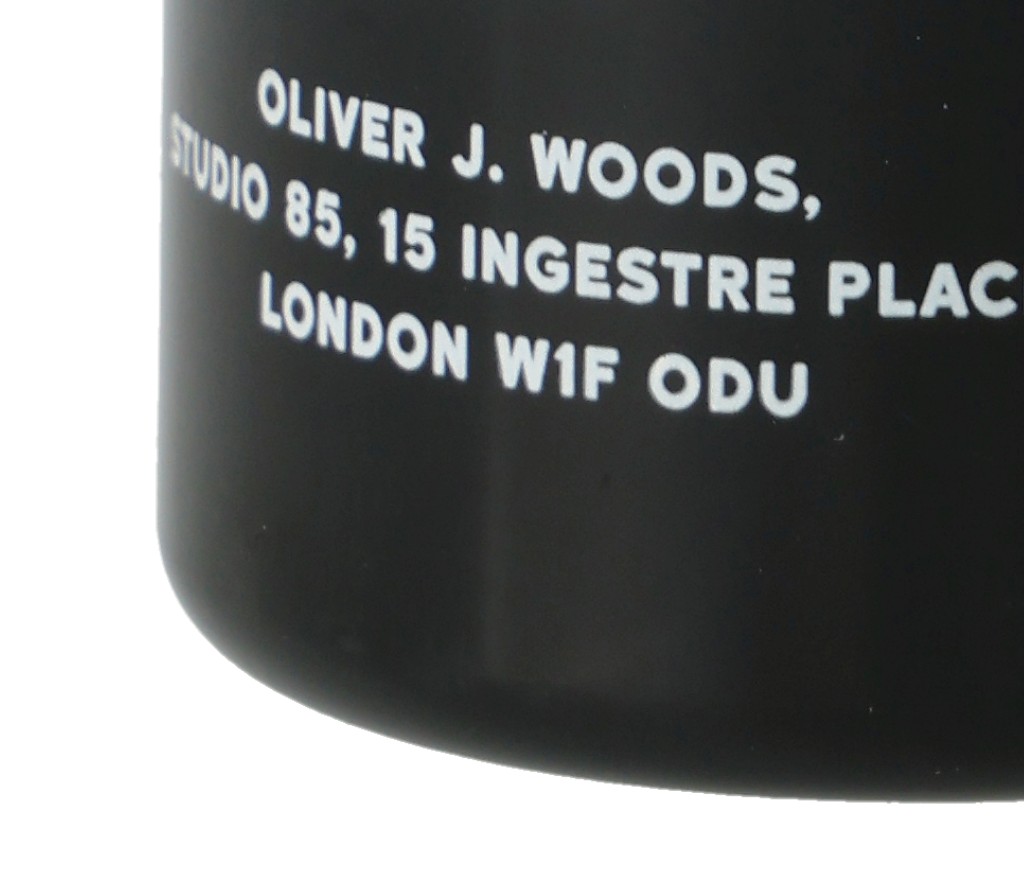 OLIVER J. WOODS,
STUDIO 85, 15 INGESTRE PLAC
LONDON W1F ODU